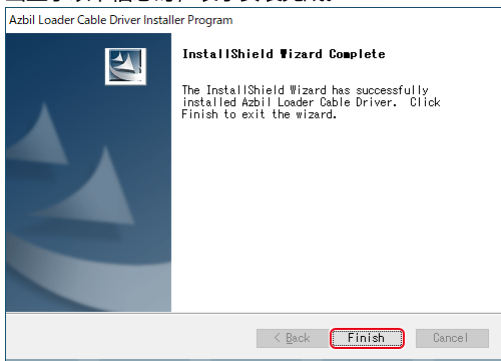 Azbil Loader Cable Driver Installer Program
InstallShield Wizard Complete
The InstallShield Wizard has successfully
installed Azbil Loader Cable Driver. Click
Finish to exit the wizard.
< Back
Finish
Cancel